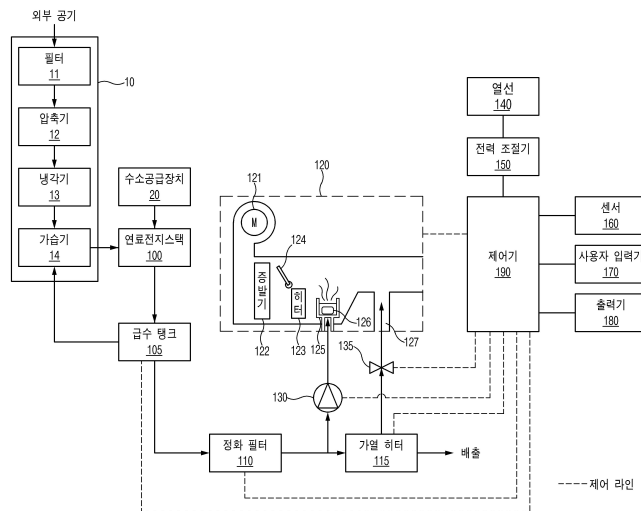 외부 공기
필터
11
10
압축기
12
냉각기
13
가습기
14
수소공급장치
20
연료전지스택
100
급수 탱크
105
120
121
M
124
증발기
122
히터
123
125
126
127
130
135
정화 필터
110
가열 히터
115
배출
열선
140
전력 조절기
150
제어기
190
센서
160
사용자 입력기
170
출력기
180
제어 라인